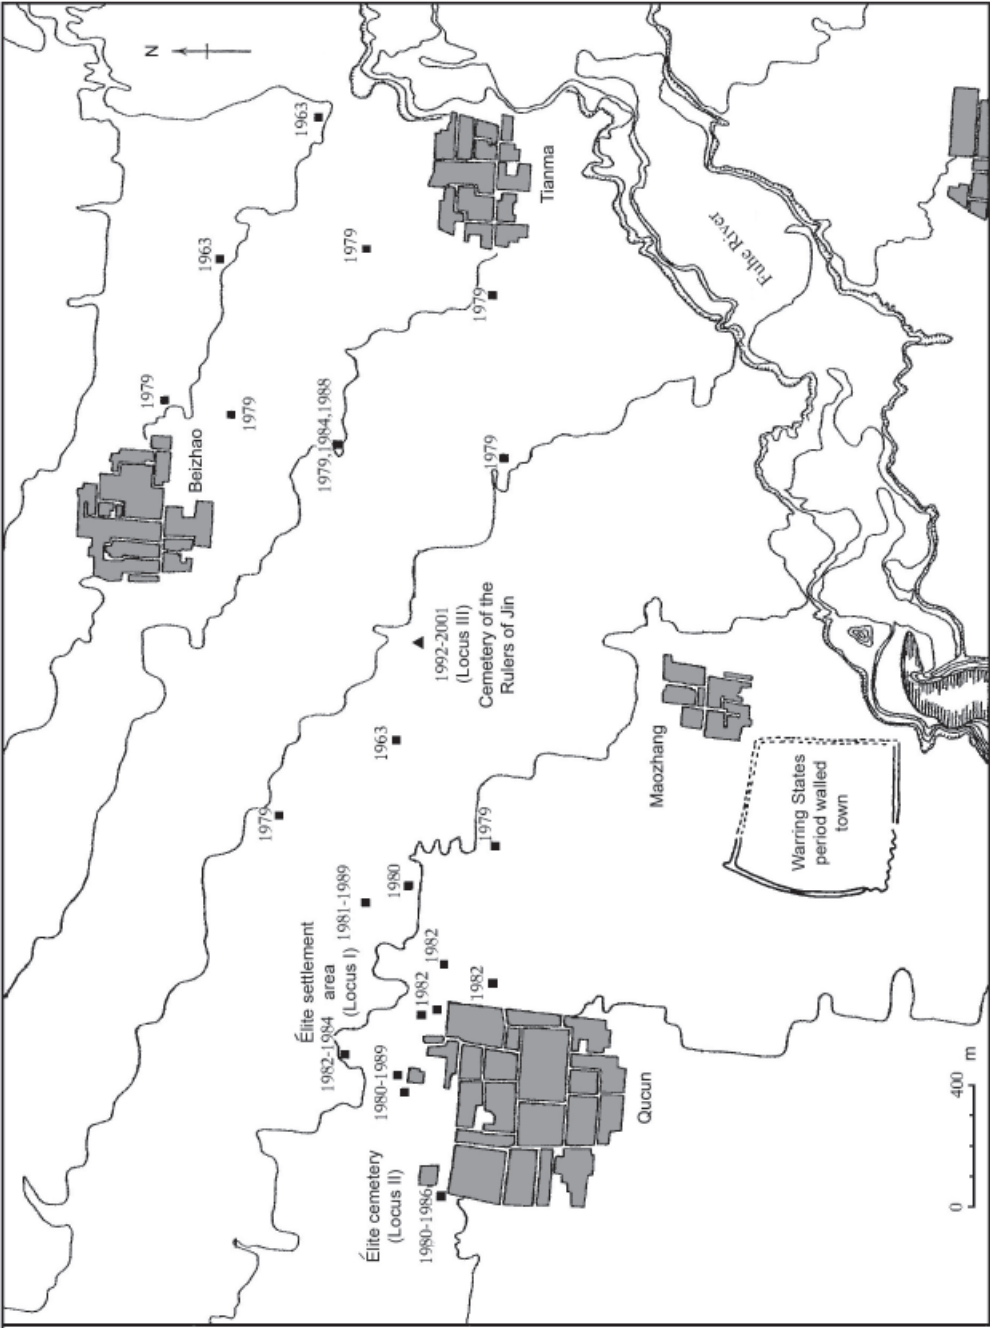 N
1963
1963
1979
Tianma
1979
1979
1979
Beizhao
1979,1984,1988
1979
Fuhe River
1992-2001
(Locus III)
Cemetery of the
Rulers of Jin
1963
1979
Maozhang
1979
Warring States
period walled
town
1980
1981-1989
Élite settlement
area
(Locus I)
1982
1982
1982
1982-1984
1980-1989
Qucun
Élite cemetery
(Locus II)
1980-1986
0
400
m